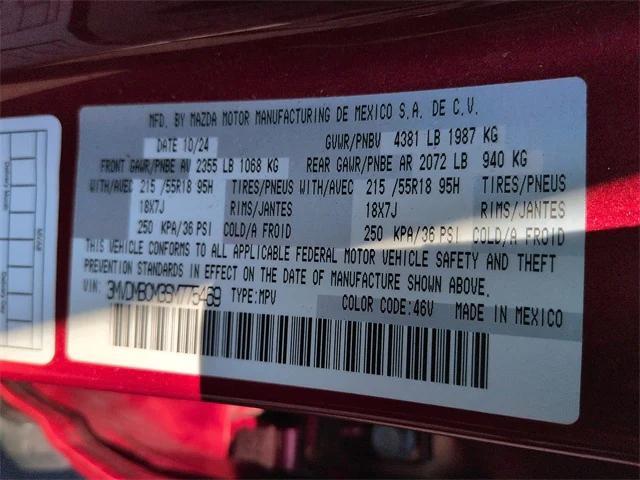 MFD. BY MAZDA MOTOR MANUFACTURING DE MEXICO S.A. DE C.V.
DATE 10/24 GVWR/PNBV 4381 LB 1987 KG
FRONT GAWR/PNBE AV 2355 LB 1068 KG REAR GAWR/PNBE AR 2072 LB 940 KG
WITH/AVEC 215 /55R18 95H TIRES/PNEUS WITH/AVEC 215 /55R18 95H TIRES/PNEUS
18X7J RIMS/JANTES 18X7J RIMS/JANTES
250 KPA/36 PSI COLD/A FROID 250 KPA/36 PSI COLD/A FROID
THIS VEHICLE CONFORMS TO ALL APPLICABLE FEDERAL MOTOR VEHICLE SAFETY AND THEFT
PREVENTION STANDARDS IN EFFECT ON THE DATE OF MANUFACTURE SHOWN ABOVE.
VIN: TYPE:MPV COLOR CODE:46V MADE IN MEXICO